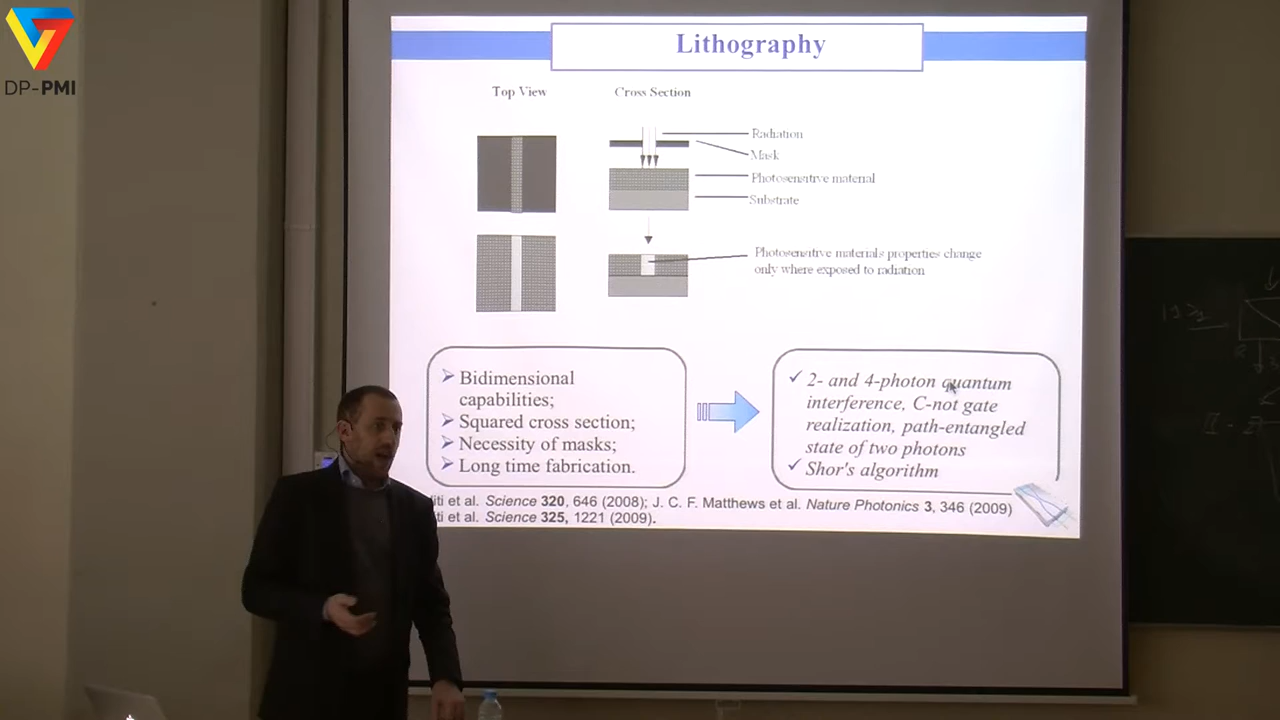 DP-PMI
Lithography
Top View
Cross Section
Radiation
Mask
Photosensitive material
Substrate
Photosensitive materials properties change
only where exposed to radiation
Bidimensional
capabilities;
Squared cross section;
Necessity of masks;
Long time fabrication.
2- and 4-photon quantum
interference, C-not gate
realization, path-entangled
state of two photons
Shor's algorithm
et al. Science 320, 646 (2008); J. C. F. Matthews et al. Nature Photonics 3, 346 (2009)
et al. Science 325, 1221 (2009).